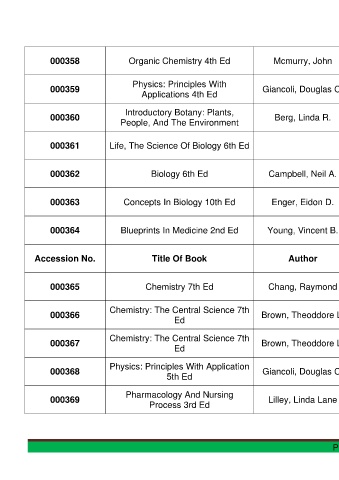 000358 Organic Chemistry 4th Ed Mcmurry, John
000359 Physics: Principles With
Applications 4th Ed Giancoli, Douglas C
000360 Introductory Botany: Plants,
People, And The Environment Berg, Linda R.
000361 Life, The Science Of Biology 6th Ed
000362 Biology 6th Ed Campbell, Neil A.
000363 Concepts In Biology 10th Ed Enger, Eidon D.
000364 Blueprints In Medicine 2nd Ed Young, Vincent B.
Accession No. Title Of Book Author
000365 Chemistry 7th Ed Chang, Raymond
000366 Chemistry: The Central Science 7th
Ed Brown, Theoddore L
000367 Chemistry: The Central Science 7th
Ed Brown, Theoddore L
000368 Physics: Principles With Application
5th Ed Giancoli, Douglas C
000369 Pharmacology And Nursing
Process 3rd Ed Lilley, Linda Lane
P